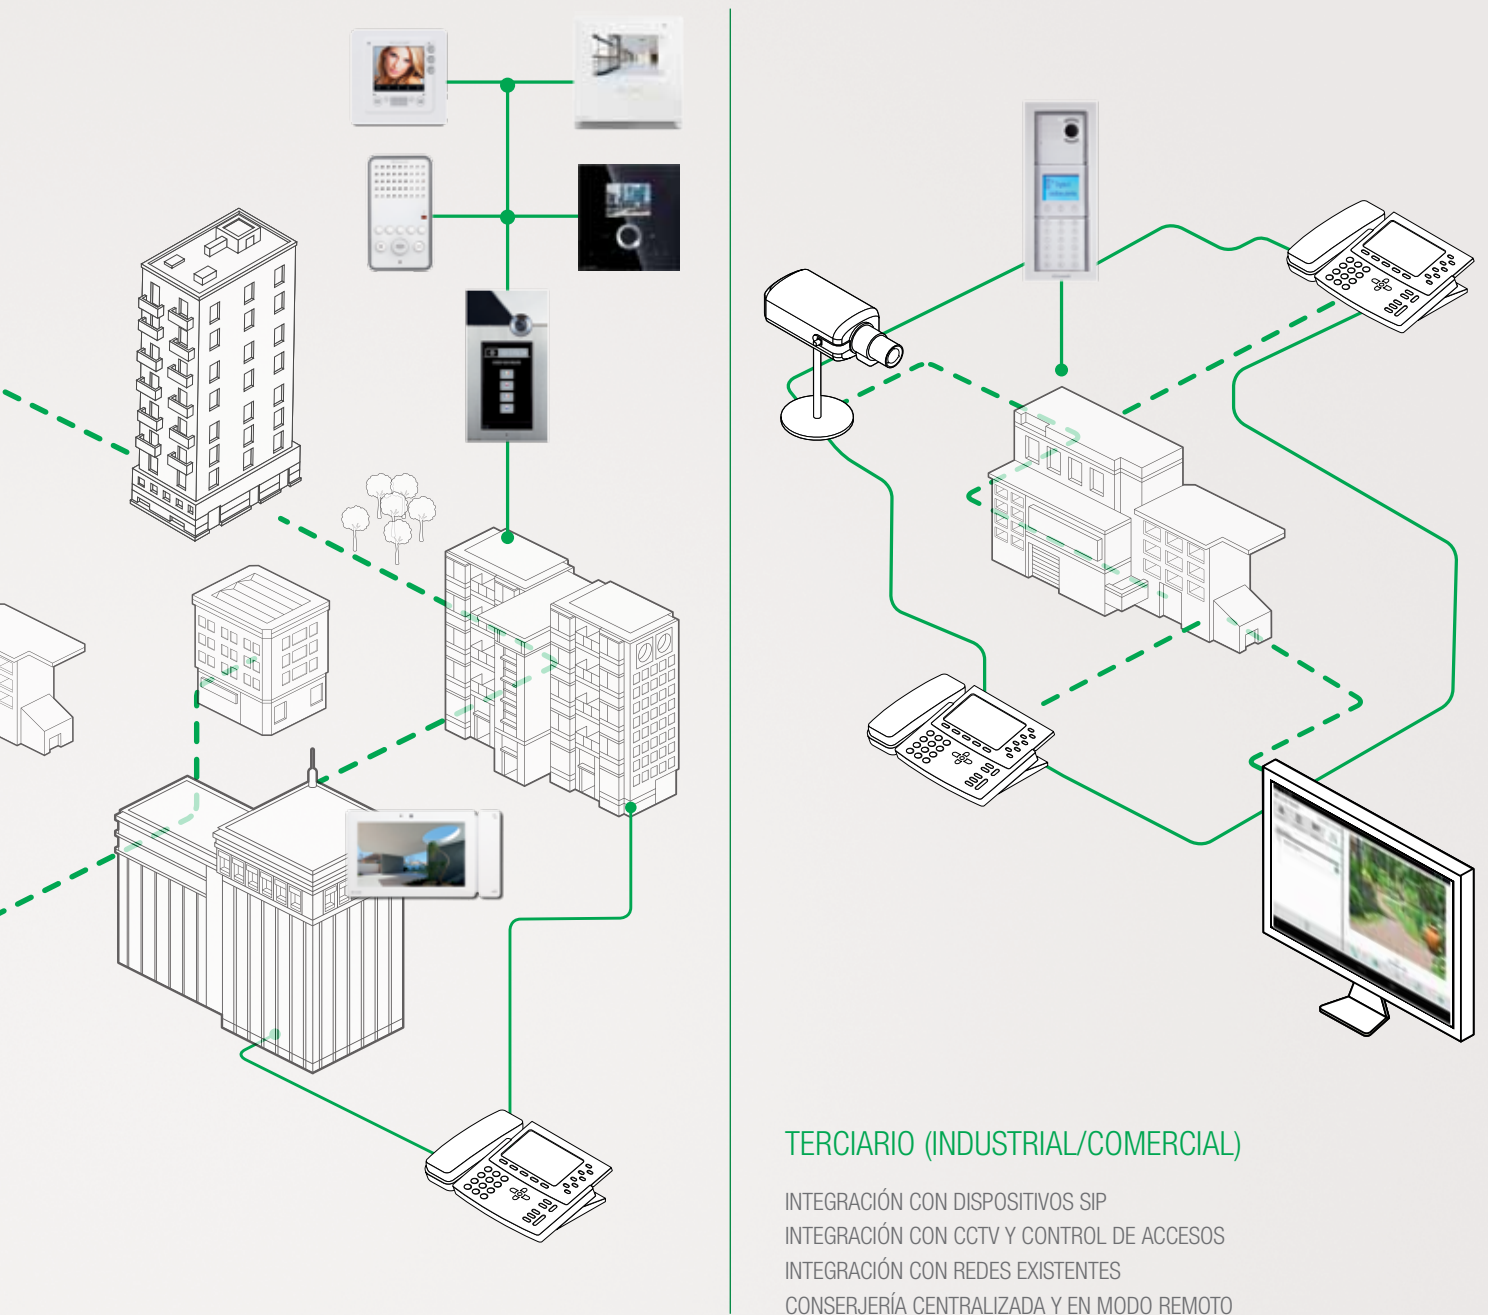 TERCIARIO (INDUSTRIAL/COMERCIAL)
INTEGRACIÓN CON DISPOSITIVOS SIP
INTEGRACIÓN CON CCTV Y CONTROL DE ACCESOS
INTEGRACIÓN CON REDES EXISTENTES
CONSERJERÍA CENTRALIZADA Y EN MODO REMOTO